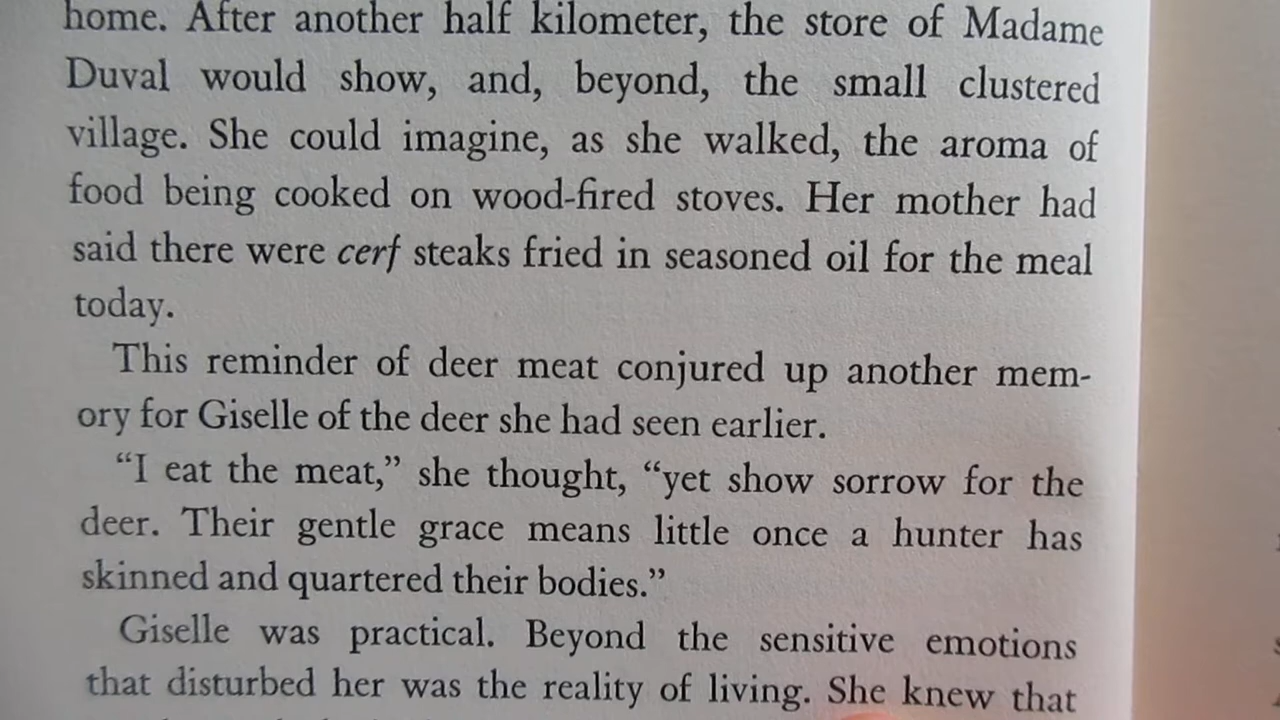 home. After another half kilometer, the store of Madame
Duval would show, and, beyond, the small clustered
village. She could imagine, as she walked, the aroma of
food being cooked on wood-fired stoves. Her mother had
said there were cerf steaks fried in seasoned oil for the meal
today.
This reminder of deer meat conjured up another mem-
ory for Giselle of the deer she had seen earlier.
“I eat the meat,” she thought, “yet show sorrow for the
deer. Their gentle grace means little once a hunter has
skinned and quartered their bodies.”
Giselle was practical. Beyond the sensitive emotions
that disturbed her was the reality of living. She knew that